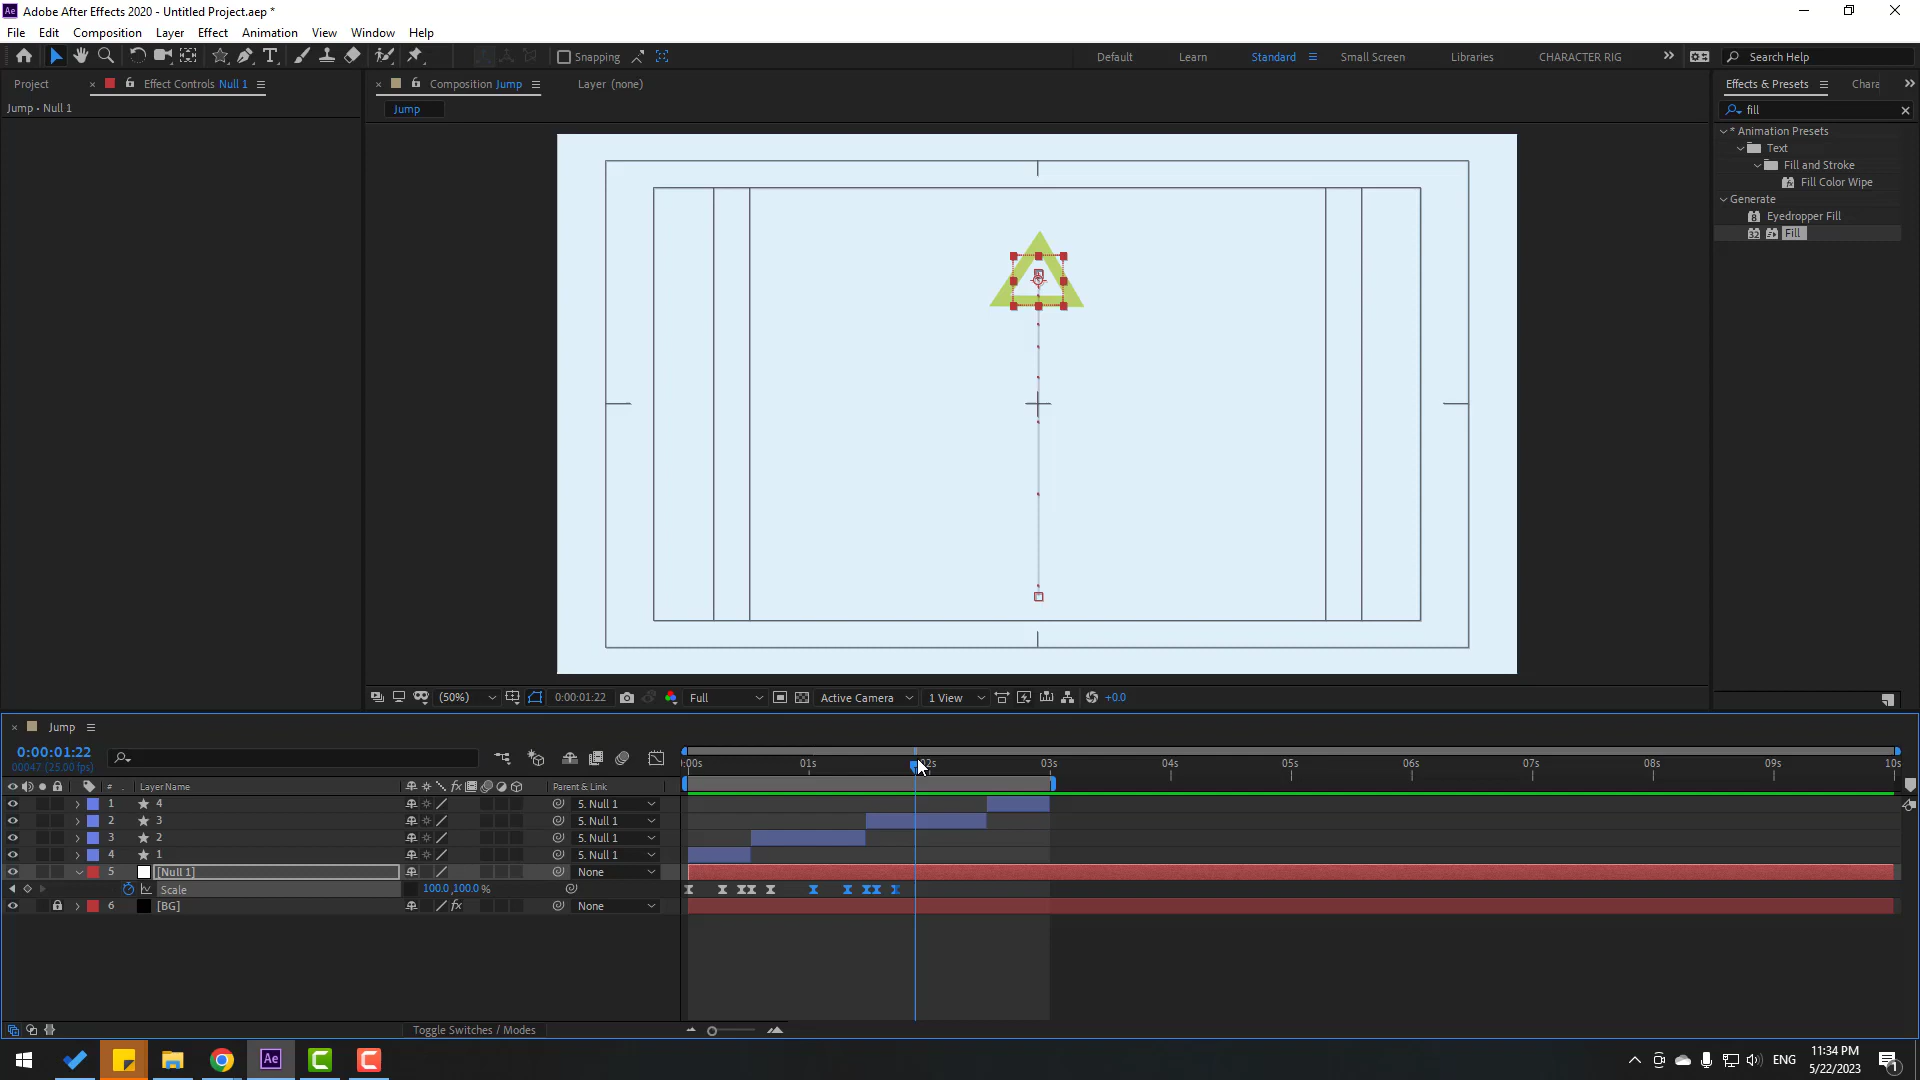 Adobe After Effects 2020 - Untitled Project.aep *
File Edit Composition Layer Effect Animation View Window Help
Snapping
Default Learn Standard Small Screen Libraries CHARACTER RIG
Search Help
Project
Effect Controls Null 1
Composition Jump
Layer (none)
Effects & Presets
Chara
Jump • Null 1
Jump
fill
* Animation Presets
Text
Fill and Stroke
Fill Color Wipe
Generate
Eyedropper Fill
Fill
(50%)
0:00:01:22
Full
Active Camera
1 View
+0.0
Jump
0:00:01:22
00047 (25.00 fps)
:00s 01s 02s 03s 04s 05s 06s 07s 08s 09s 10s
# Layer Name
Parent & Link
1 4 5. Null 1
2 3 5. Null 1
3 2 5. Null 1
4 1 5. Null 1
5 [Null 1] None
Scale 100.0,100.0 %
6 [BG] None
Toggle Switches / Modes
ENG
11:34 PM
5/22/2023
1